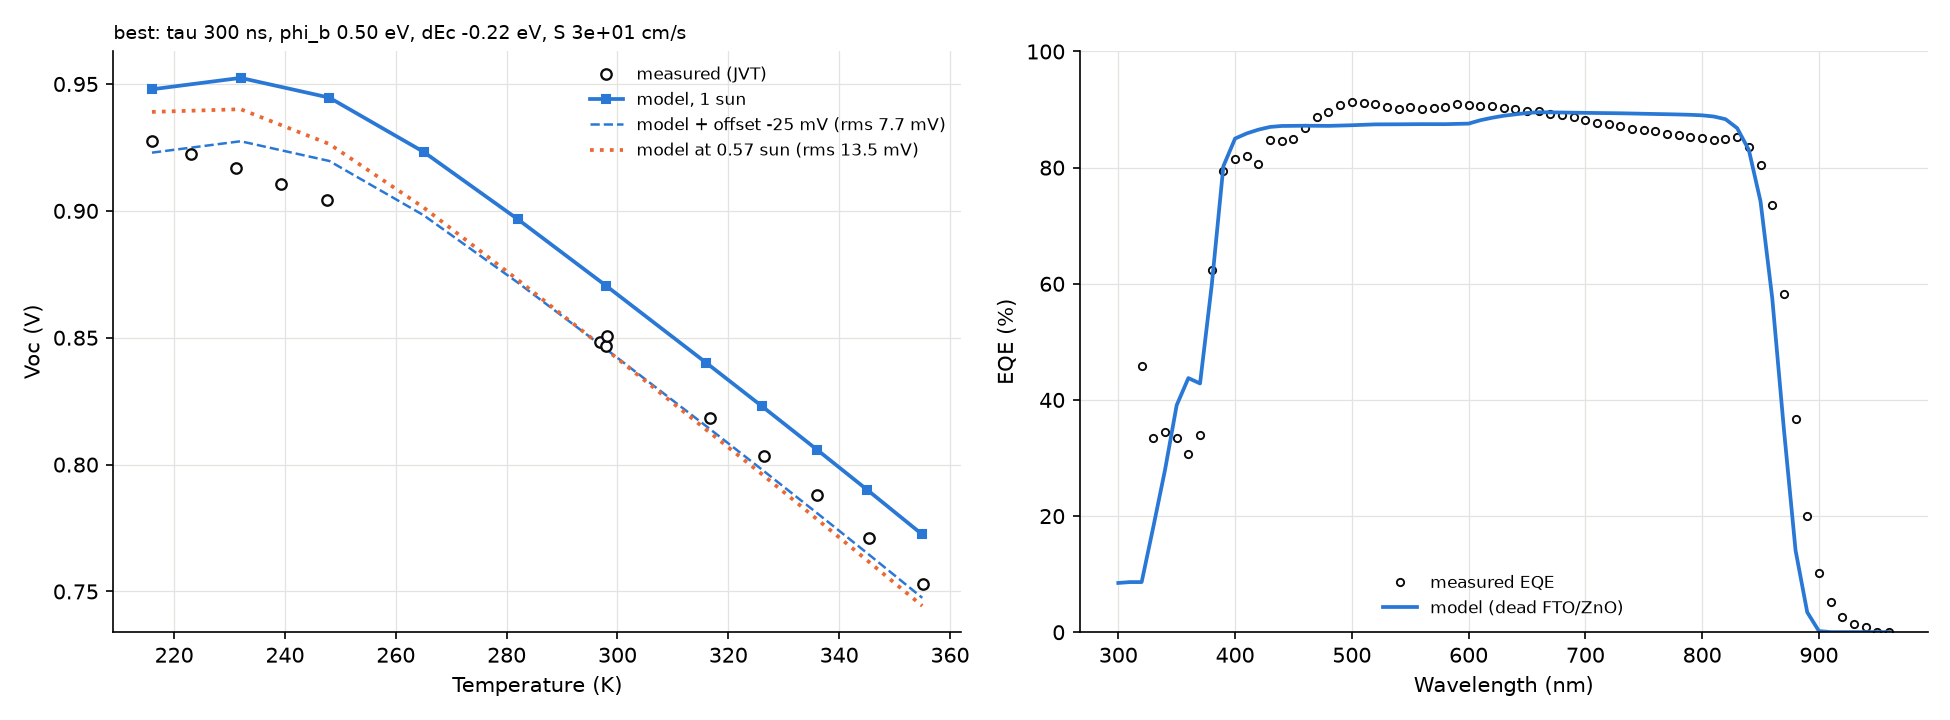 best: tau 300 ns, phi_b 0.50 eV, dEc -0.22 eV, S 3e+01 cm/s
measured (JVT)
model, 1 sun
model + offset -25 mV (rms 7.7 mV)
model at 0.57 sun (rms 13.5 mV)
0.95
0.90
0.85
0.80
0.75
Voc (V)
220 240 260 280 300 320 340 360
Temperature (K)
100
80
60
40
20
0
EQE (%)
measured EQE
model (dead FTO/ZnO)
300 400 500 600 700 800 900
Wavelength (nm)